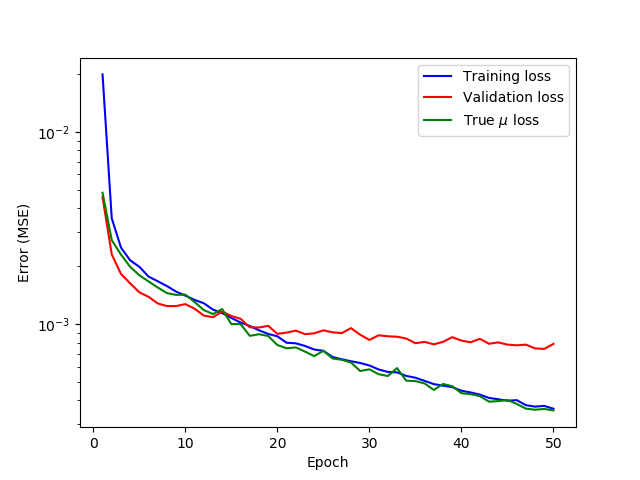 Training loss
Validation loss
True μ loss
10⁻²
10⁻³
Error (MSE)
0 10 20 30 40 50
Epoch